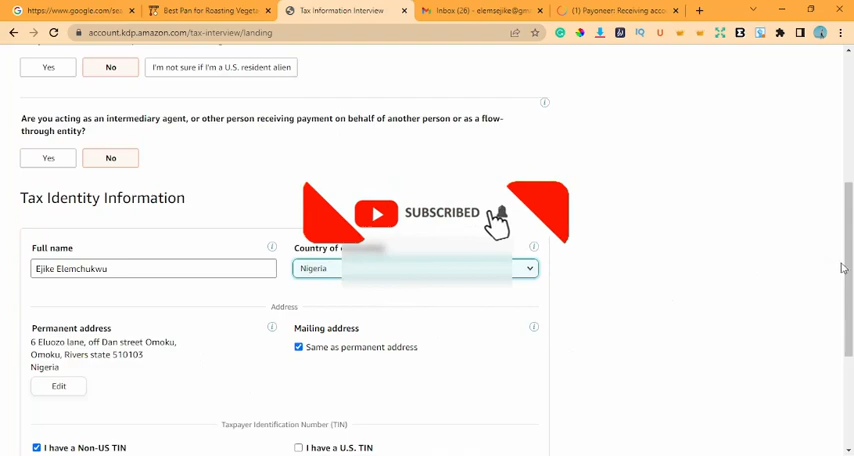 https://www.google.com/sea
Best Pan for Roasting Vegeta
Tax Information Interview
Inbox (26) - elemsejike@gm
(1) Payoneer: Receiving acco
account.kdp.amazon.com/tax-interview/landing
Yes
No
I'm not sure if I'm a U.S. resident alien
Are you acting as an intermediary agent, or other person receiving payment on behalf of another person or as a flow-
through entity?
Yes
No
Tax Identity Information
SUBSCRIBED
Full name
Country of
Ejike Elemchukwu
Nigeria
Address
Permanent address
Mailing address
6 Eluozo lane, off Dan street Omoku,
Same as permanent address
Omoku, Rivers state 510103
Nigeria
Edit
Taxpayer Identification Number (TIN)
I have a Non-US TIN
I have a U.S. TIN